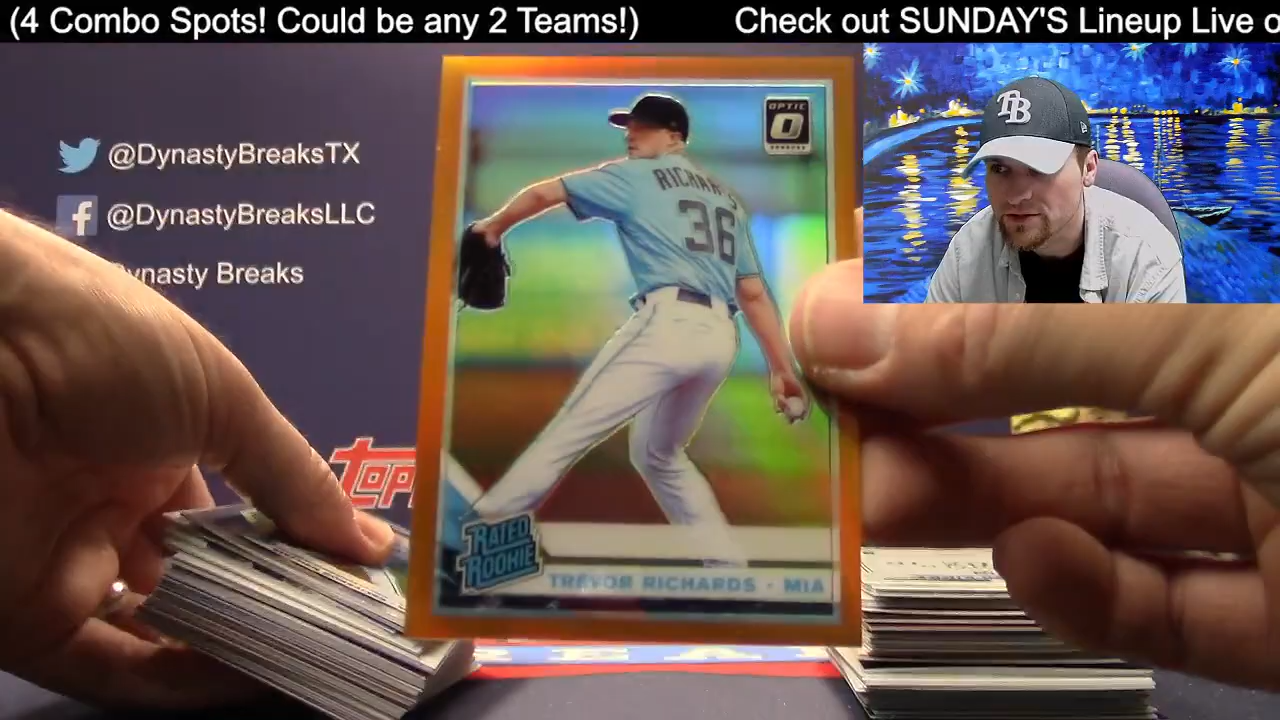 (4 Combo Spots! Could be any 2 Teams!) Check out SUNDAY'S Lineup Live o
@DynastyBreaksTX
@DynastyBreaksLLC
ynasty Breaks
TB
OPTIC
O
RICHARDS
36
TOP
RATED
ROOKIE
TREVOR RICHARDS · MIA